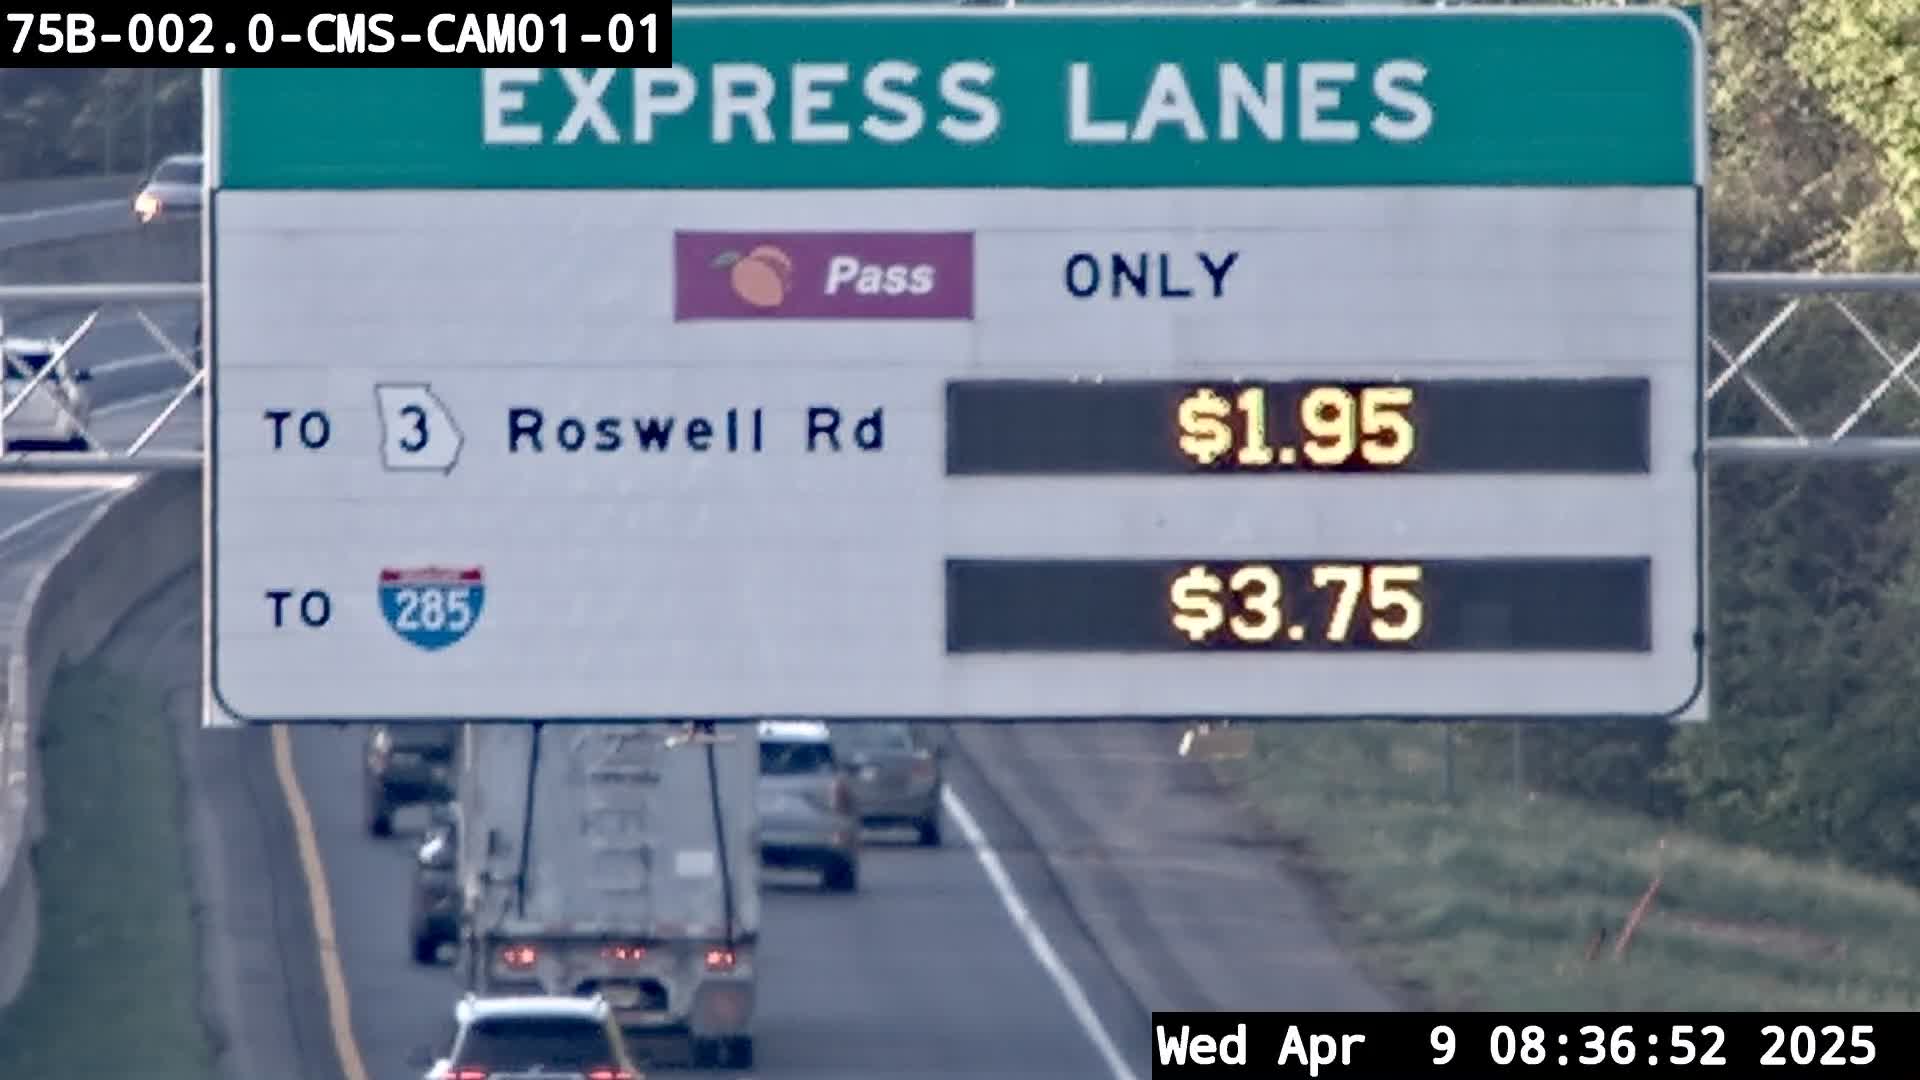 75B-002.0-CMS-CAM01-01
EXPRESS LANES
Pass ONLY
TO 3 Roswell Rd $1.95
TO 285 $3.75
Wed Apr 9 08:36:52 2025